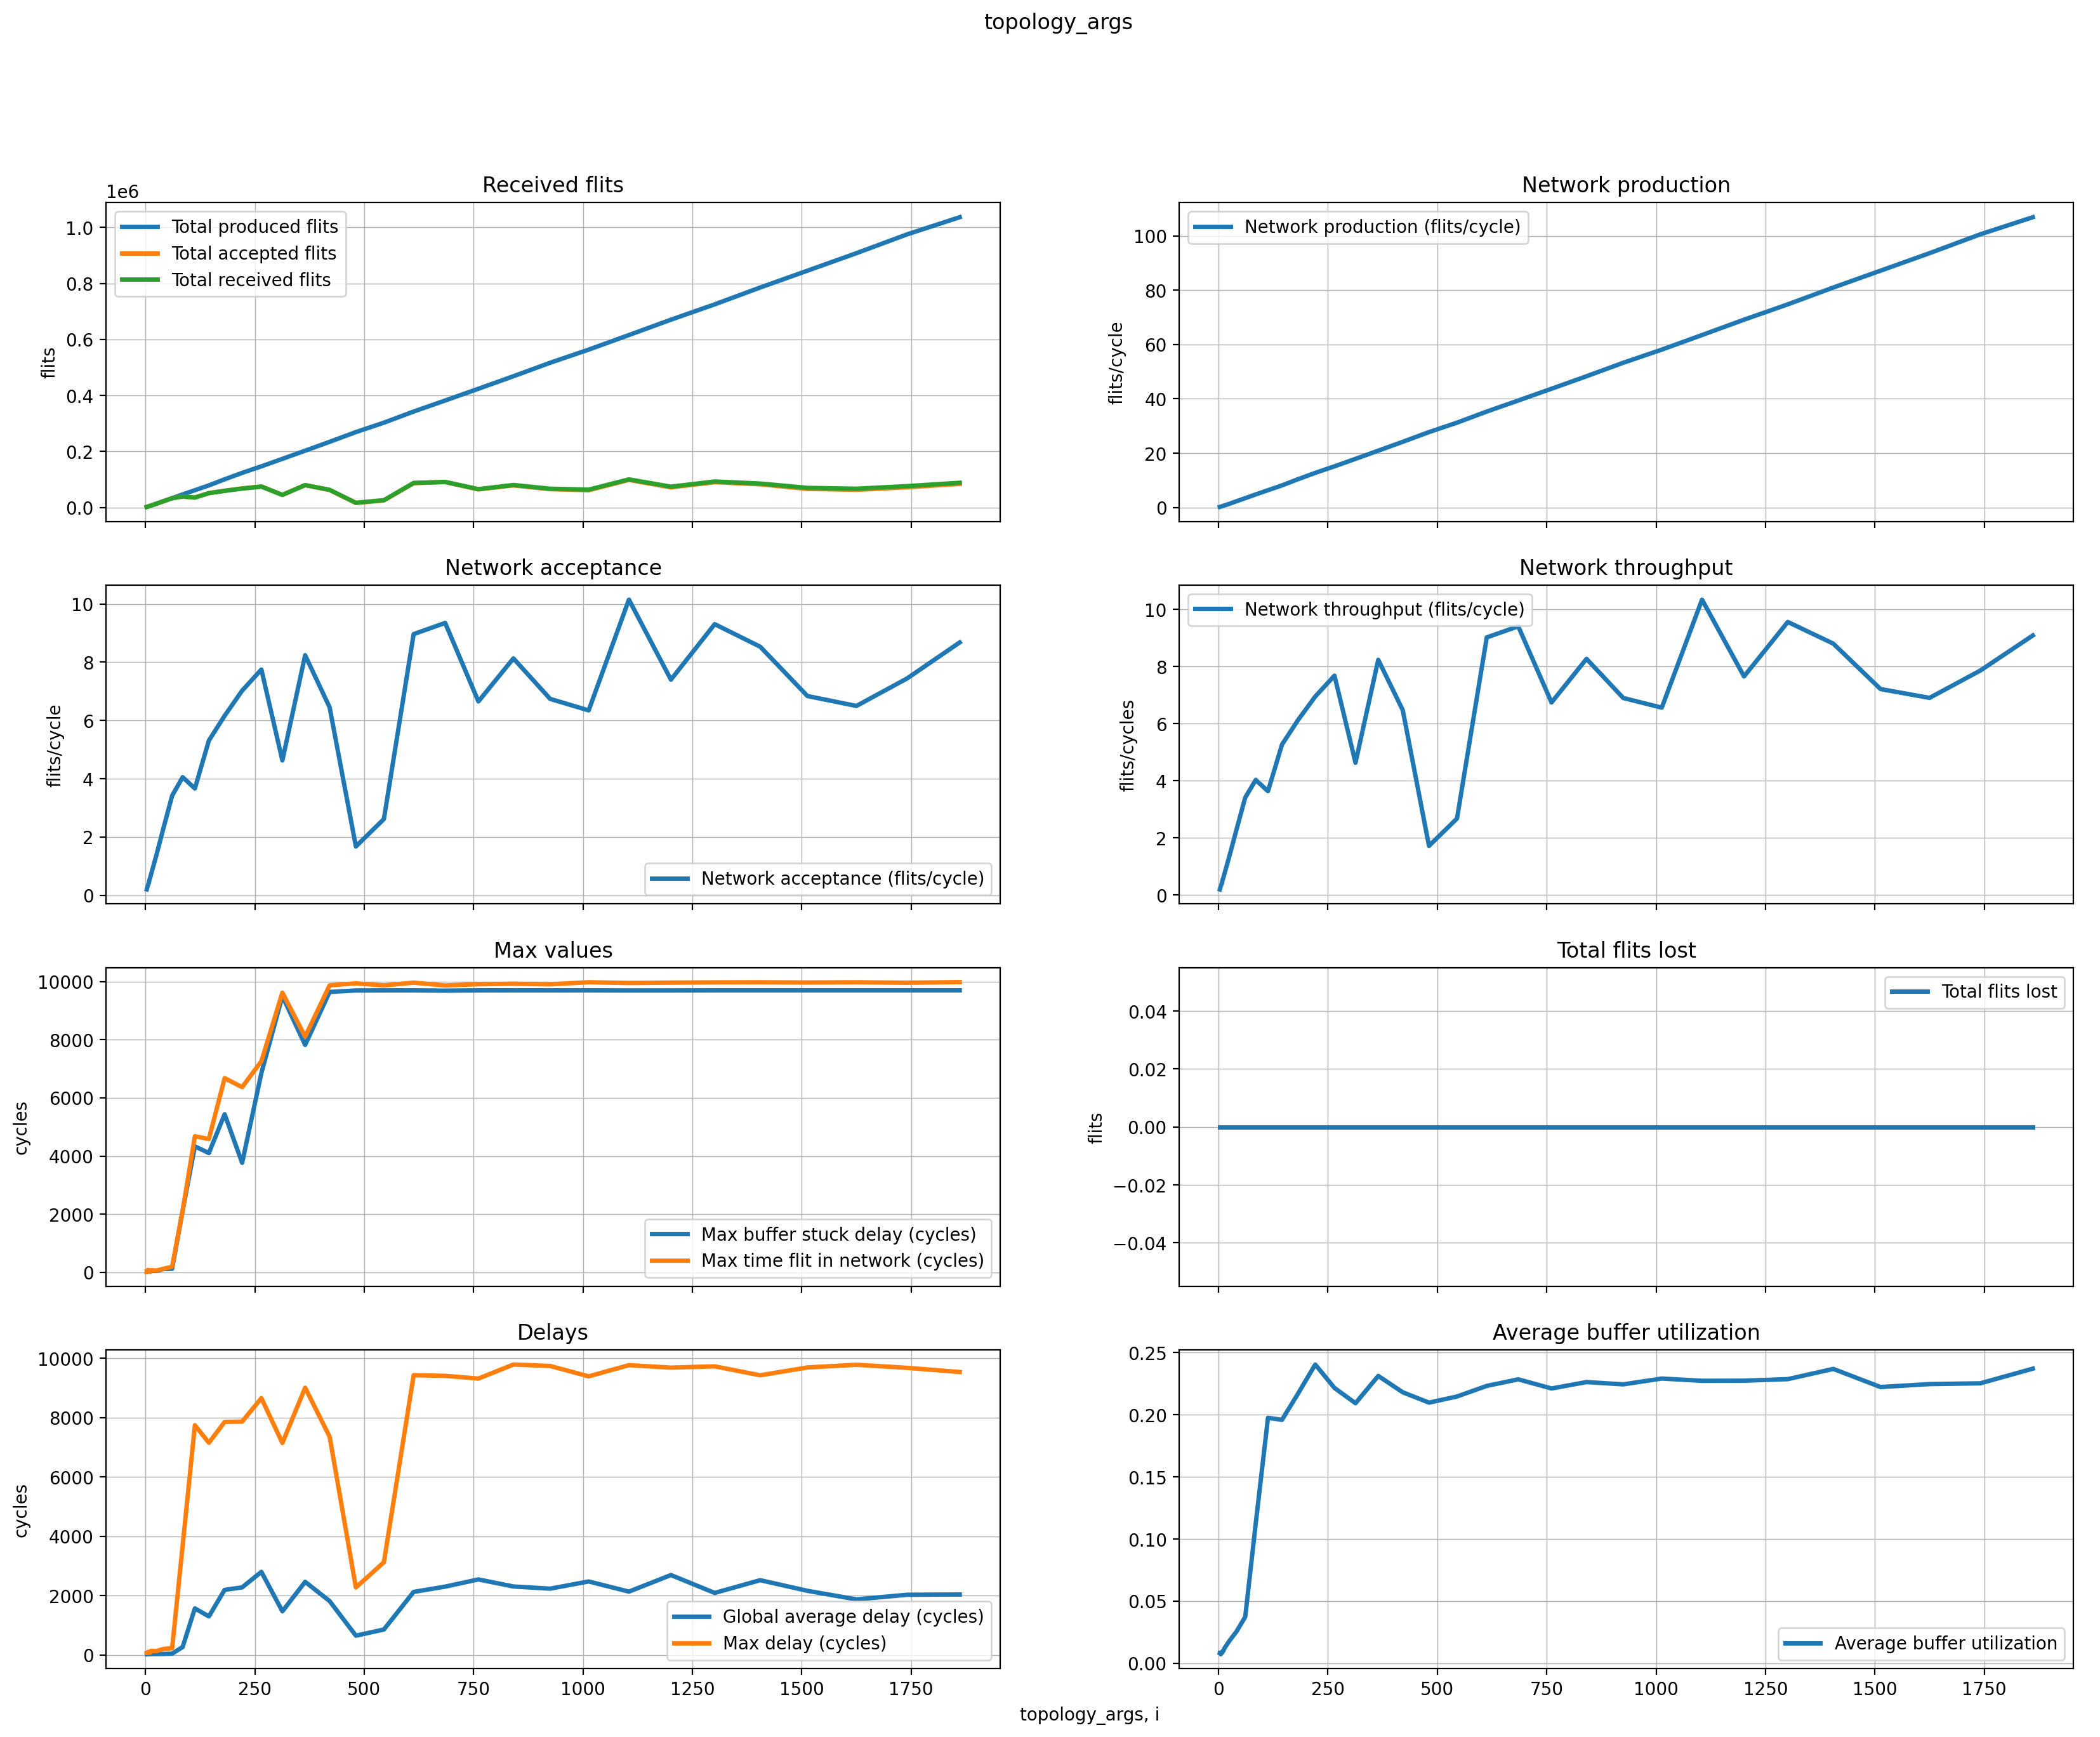 topology_args
Received flits
1e6
Total produced flits
Total accepted flits
Total received flits
flits
1.0
0.8
0.6
0.4
0.2
0.0
Network production
Network production (flits/cycle)
flits/cycle
100
80
60
40
20
0
Network acceptance
Network acceptance (flits/cycle)
flits/cycle
10
8
6
4
2
0
Network throughput
Network throughput (flits/cycle)
flits/cycles
10
8
6
4
2
0
Max values
Max buffer stuck delay (cycles)
Max time flit in network (cycles)
cycles
10000
8000
6000
4000
2000
0
Total flits lost
Total flits lost
flits
0.04
0.02
0.00
−0.02
−0.04
Delays
Global average delay (cycles)
Max delay (cycles)
cycles
10000
8000
6000
4000
2000
0
0 250 500 750 1000 1250 1500 1750
Average buffer utilization
Average buffer utilization
0.25
0.20
0.15
0.10
0.05
0.00
0 250 500 750 1000 1250 1500 1750
topology_args, i